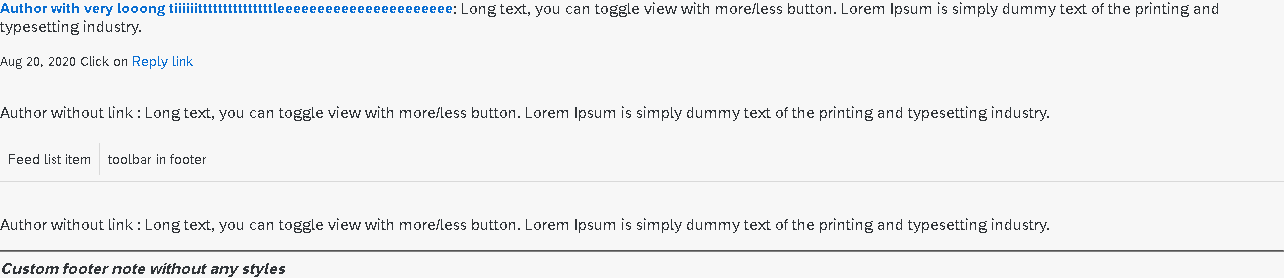 Author with very looong tiiiiiittttttttttttttttleeeeeeeeeeeeeeeeeeeeeee: Long text, you can toggle view with more/less button. Lorem Ipsum is simply dummy text of the printing and
typesetting industry.
Aug 20, 2020 Click on Reply link
Author without link : Long text, you can toggle view with more/less button. Lorem Ipsum is simply dummy text of the printing and typesetting industry.
Feed list item toolbar in footer
Author without link : Long text, you can toggle view with more/less button. Lorem Ipsum is simply dummy text of the printing and typesetting industry.
Custom footer note without any styles